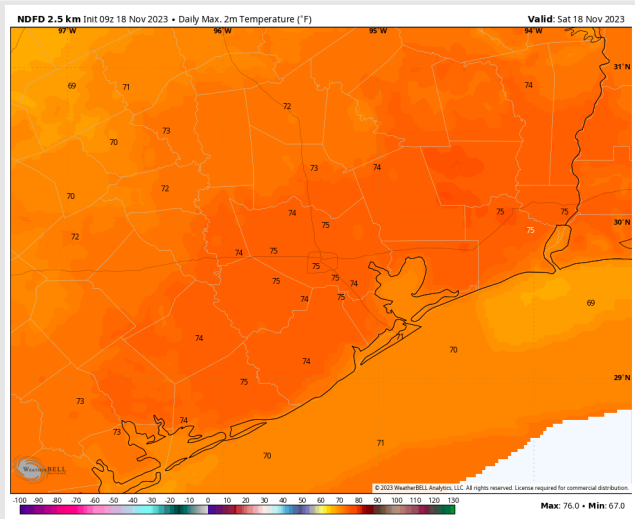 NDFD 2.5 km Init 09z 18 Nov 2023 • Daily Max. 2m Temperature (°F) Valid: Sat 18 Nov 2023
97°W 96°W 95°W 94°W
31°N
69 71 74
72
73
70
73 74
72
70
74 75 75 30°N
75 75
72
74 75
75
75 75 74
74 75
69
74 71
70
74
75 29°N
73
74
73
71
70
WEATHERBELL
© 2023 WeatherBELL Analytics, LLC. All rights reserved. License required for commercial distribution.
-100 -90 -80 -70 -60 -50 -40 -30 -20 -10 0 10 20 30 40 50 60 70 80 90 100 110 120 130
Max: 76.0 • Min: 67.0